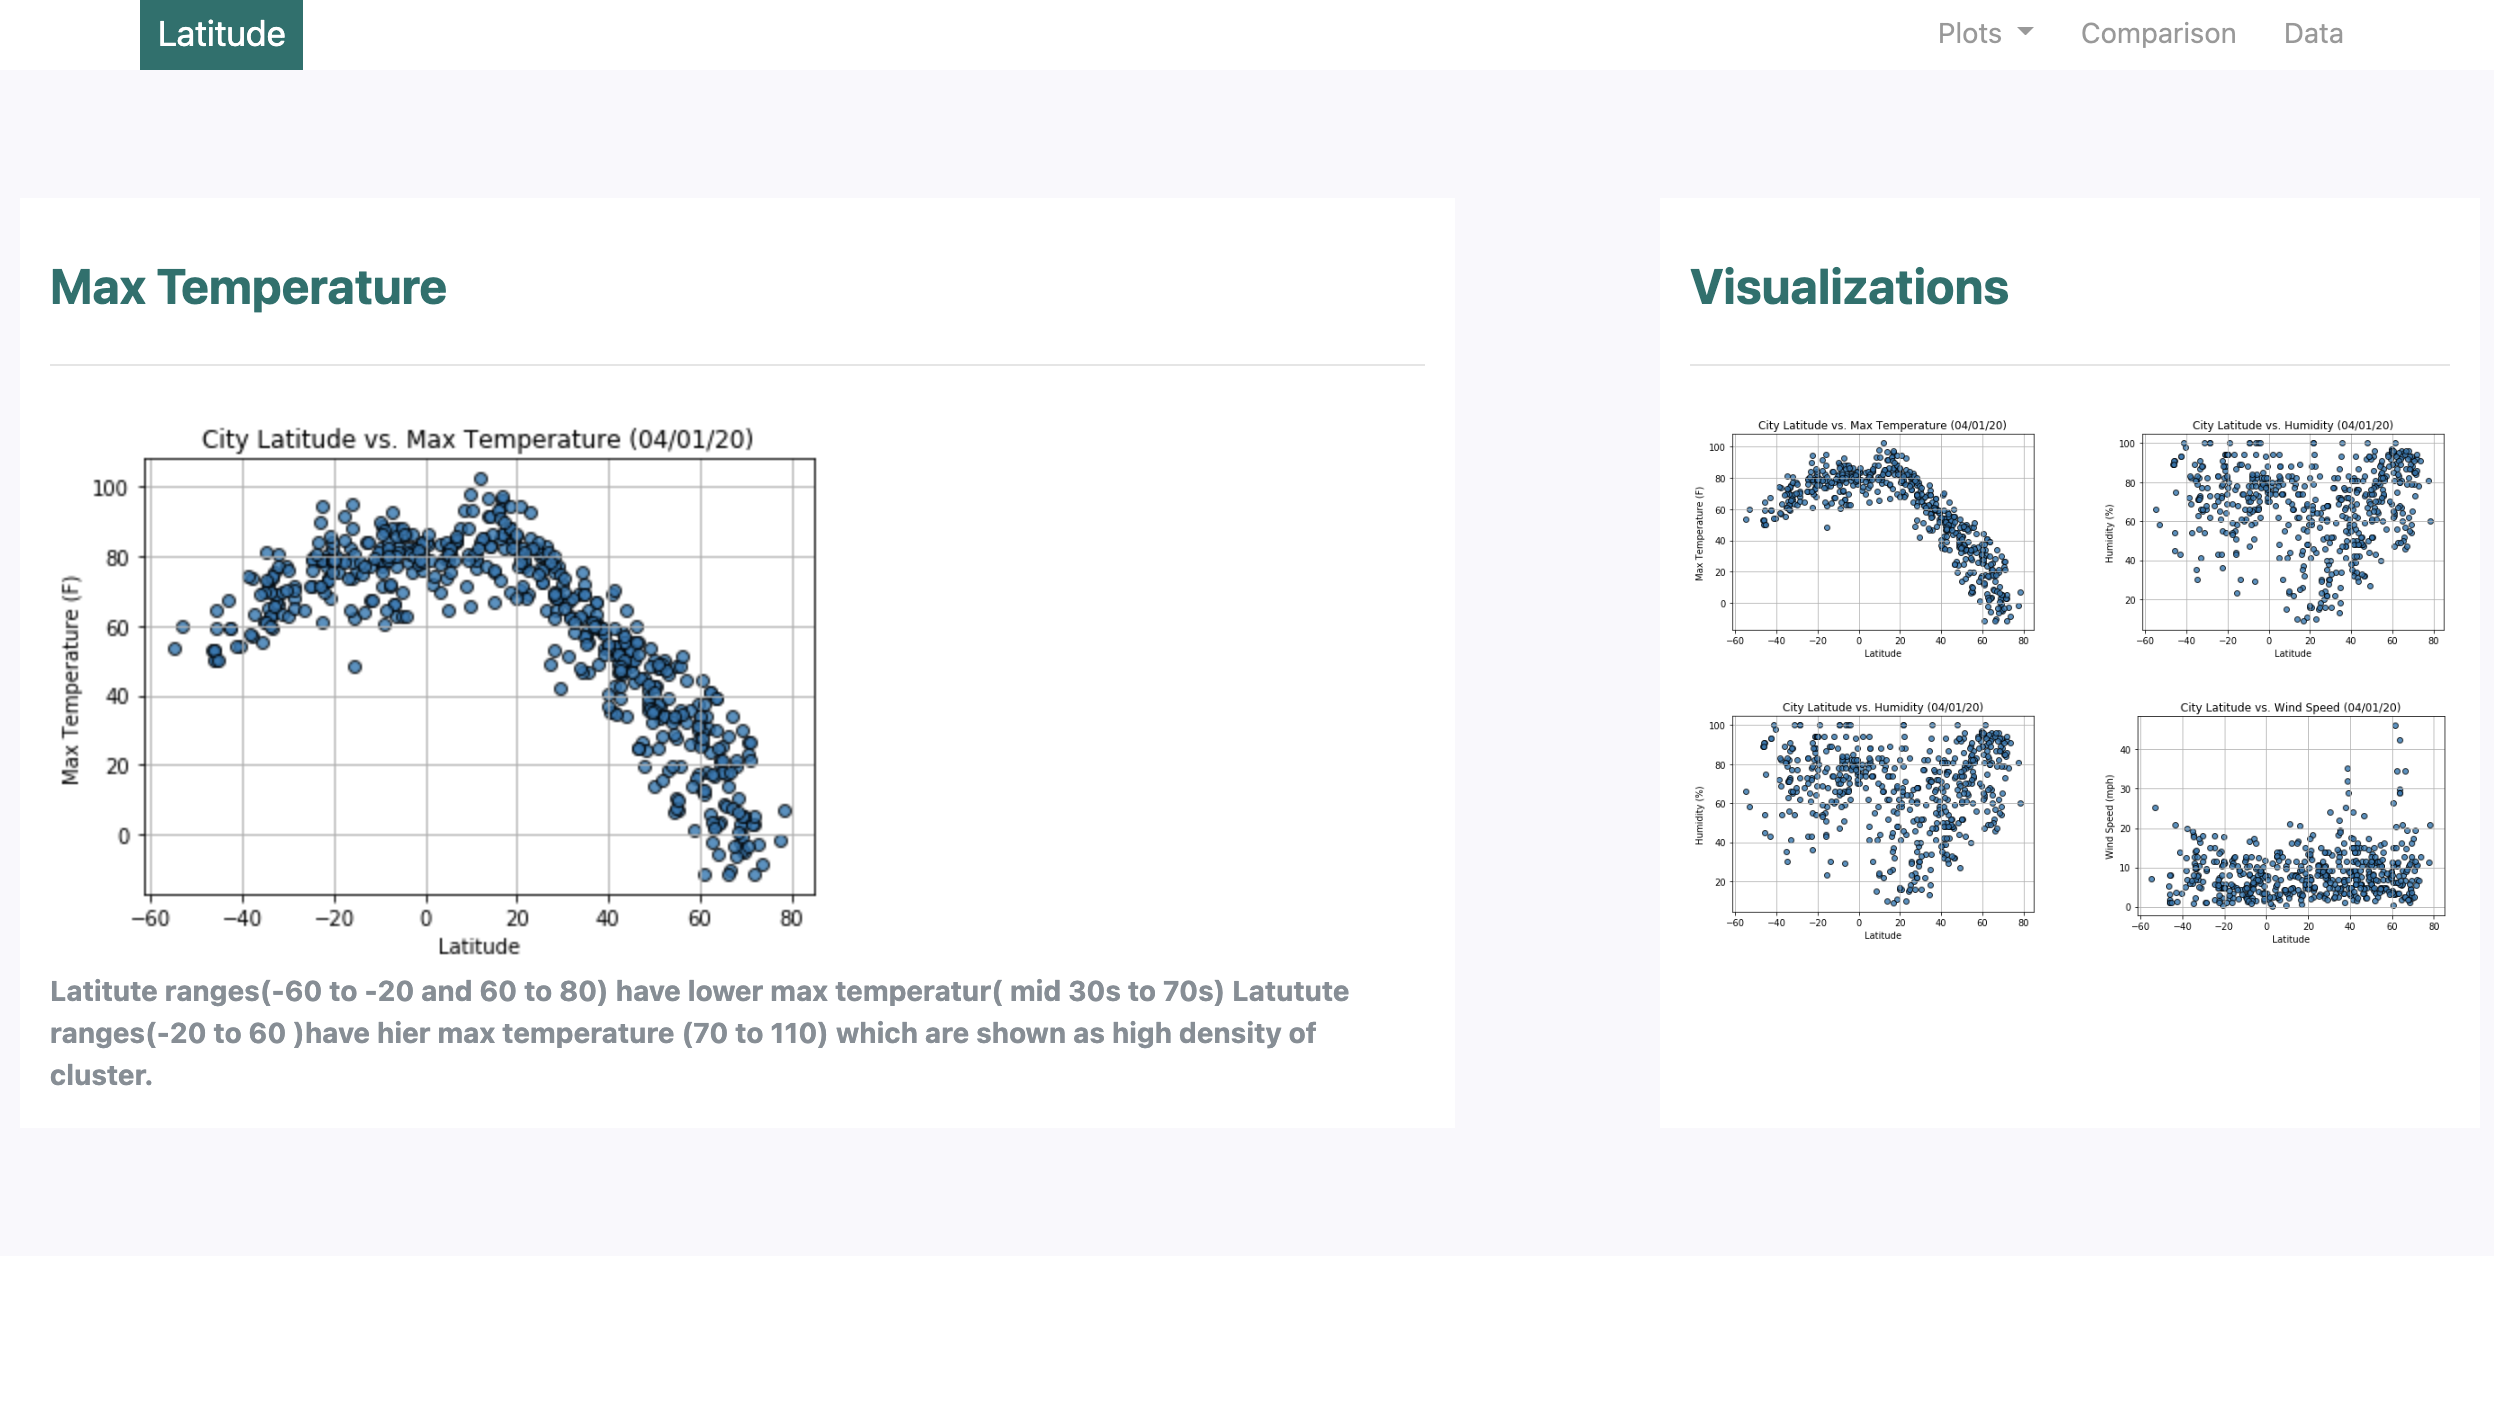 Latitude
Plots
Comparison
Data
Max Temperature
City Latitude vs. Max Temperature (04/01/20)
Max Temperature (F)
100
80
60
40
20
0
−60 −40 −20 0 20 40 60 80
Latitude
Latitute ranges(-60 to -20 and 60 to 80) have lower max temperatur( mid 30s to 70s) Latutute
ranges(-20 to 60 )have hier max temperature (70 to 110) which are shown as high density of
cluster.
Visualizations
City Latitude vs. Max Temperature (04/01/20)
Max Temperature (F)
100
80
60
40
20
0
−60 −40 −20 0 20 40 60 80
Latitude
City Latitude vs. Humidity (04/01/20)
Humidity (%)
100
80
60
40
20
−60 −40 −20 0 20 40 60 80
Latitude
City Latitude vs. Humidity (04/01/20)
Humidity (%)
100
80
60
40
20
−60 −40 −20 0 20 40 60 80
Latitude
City Latitude vs. Wind Speed (04/01/20)
Wind Speed (mph)
40
30
20
10
0
−60 −40 −20 0 20 40 60 80
Latitude